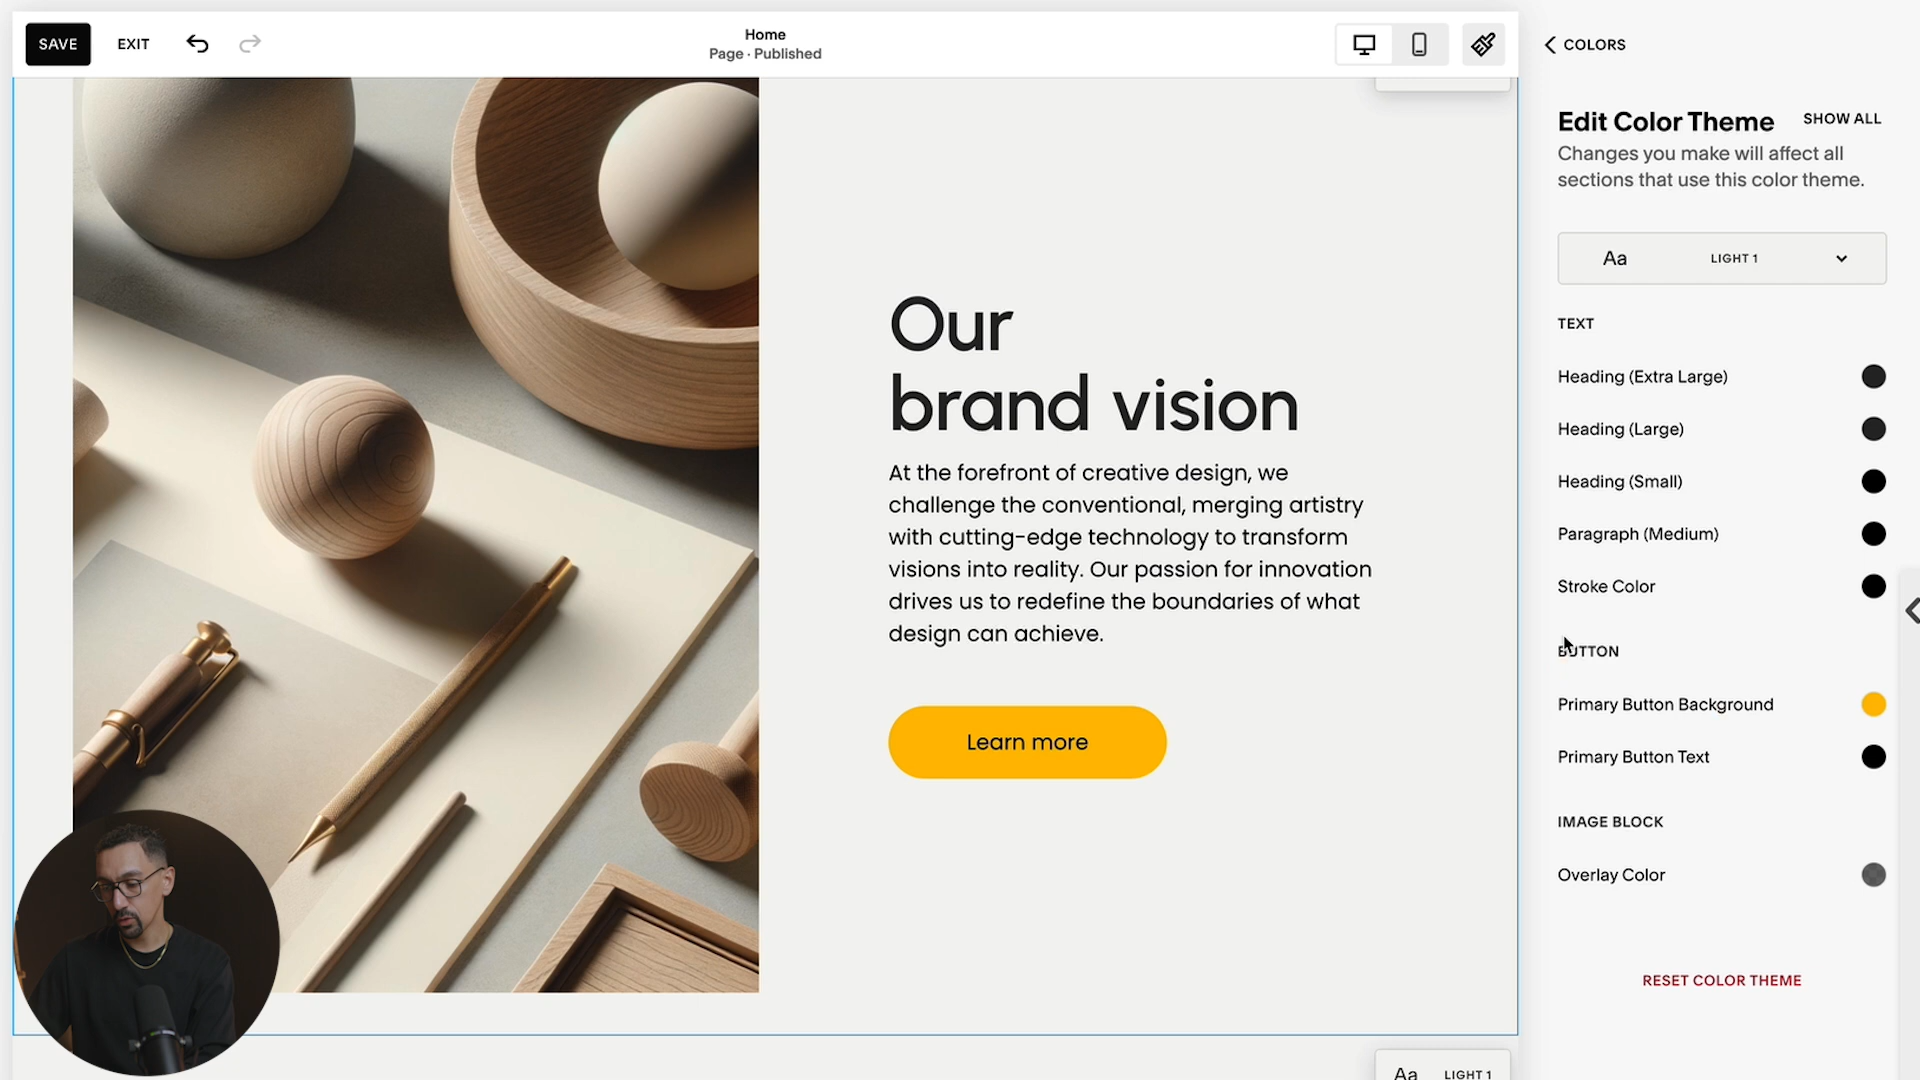 SAVE
EXIT
Home
Page · Published
COLORS
Edit Color Theme
SHOW ALL
Changes you make will affect all
sections that use this color theme.
Aa LIGHT 1
TEXT
Heading (Extra Large)
Heading (Large)
Heading (Small)
Paragraph (Medium)
Stroke Color
BUTTON
Primary Button Background
Primary Button Text
IMAGE BLOCK
Overlay Color
RESET COLOR THEME
Our
brand vision
At the forefront of creative design, we
challenge the conventional, merging artistry
with cutting-edge technology to transform
visions into reality. Our passion for innovation
drives us to redefine the boundaries of what
design can achieve.
Learn more
Aa LIGHT 1